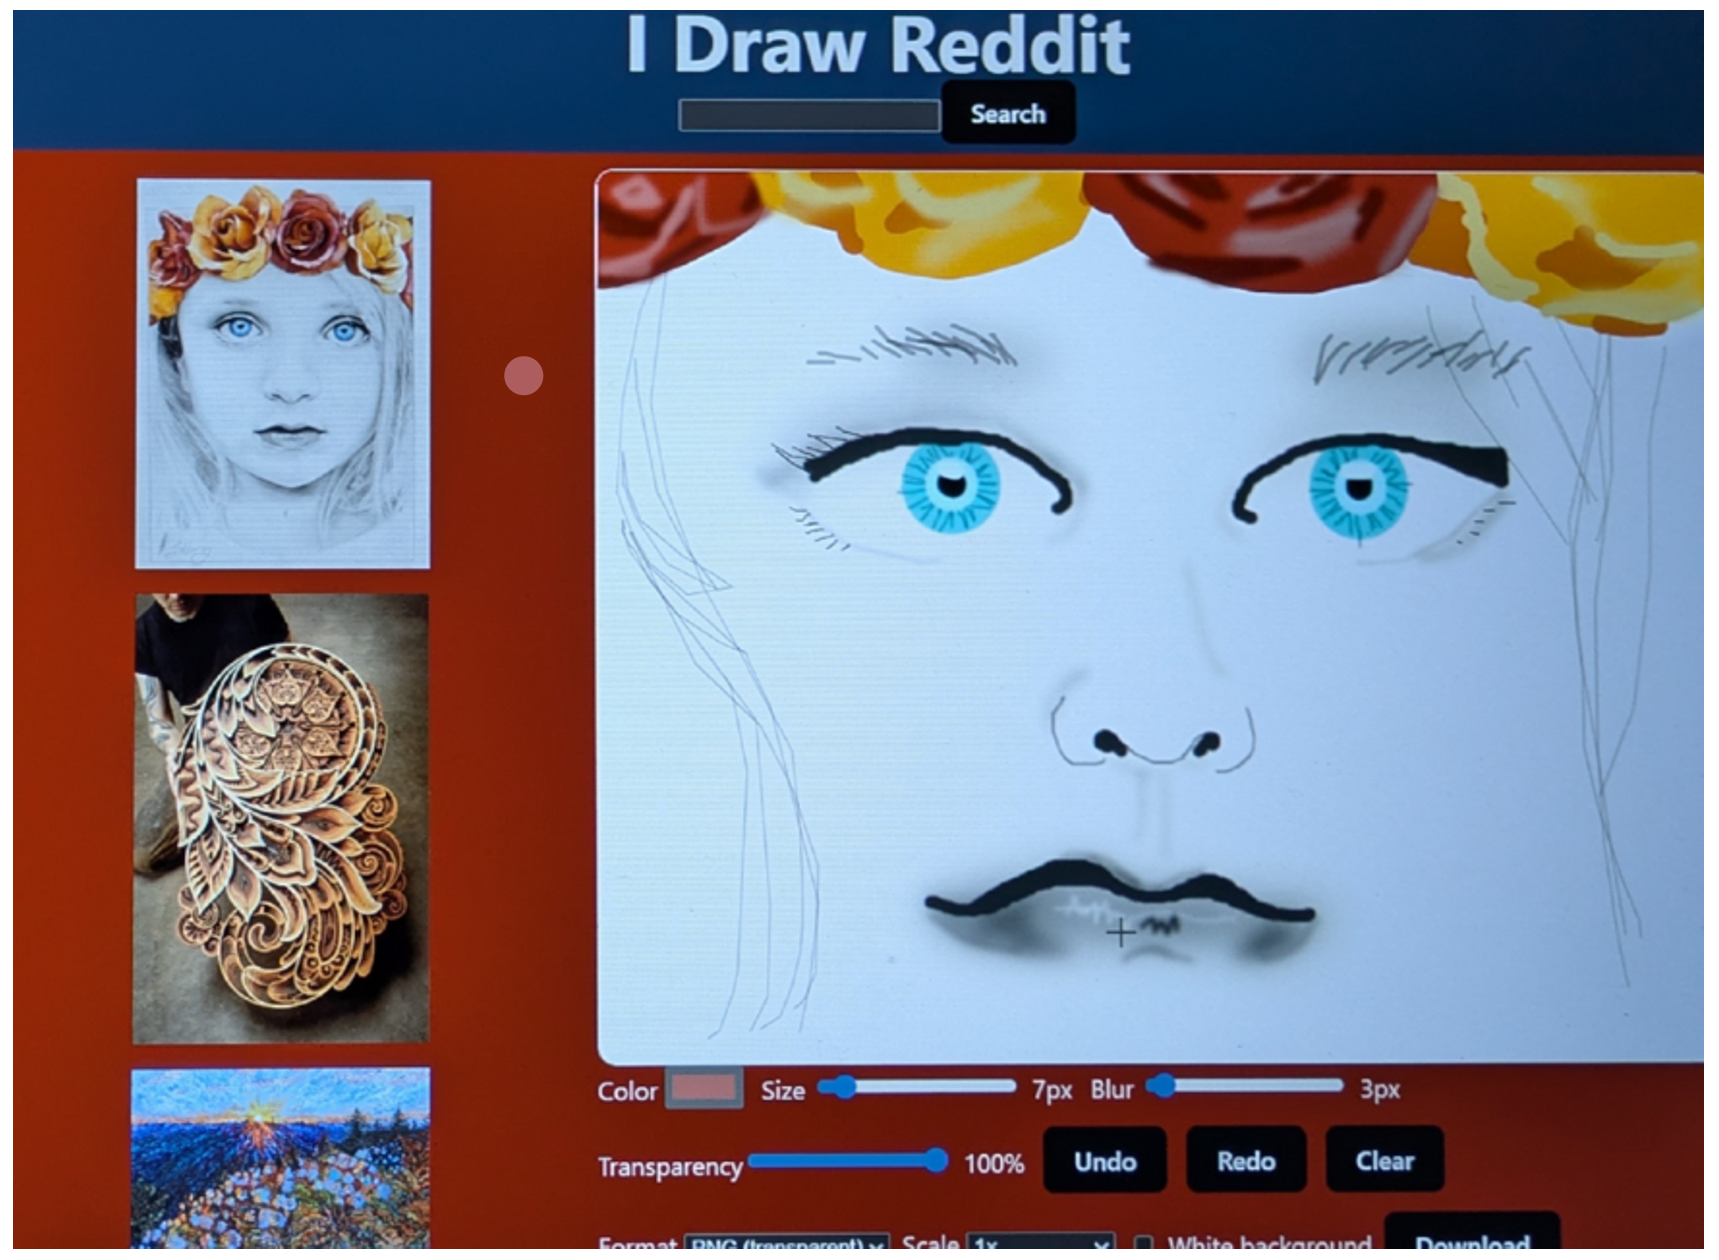 I Draw Reddit
Search
Color Size 7px Blur 3px
Transparency 100% Undo Redo Clear
Format PNG (transparent) Scale 1x White background Download